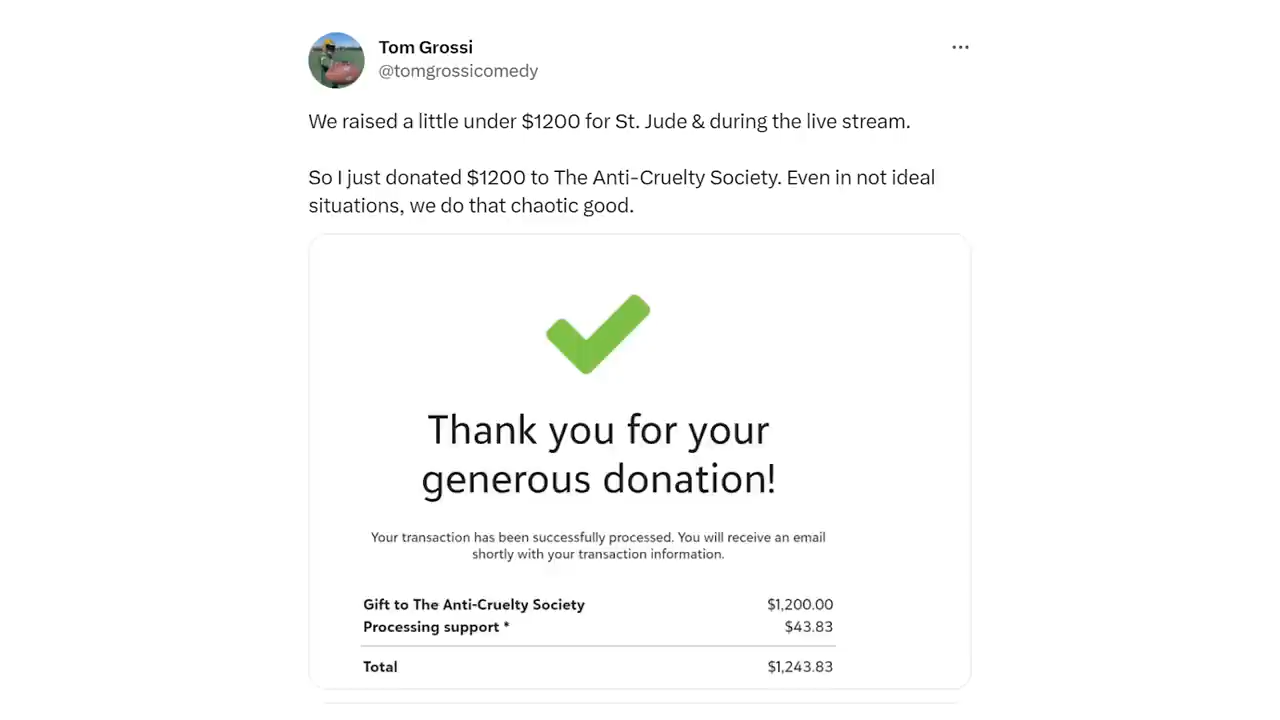 Tom Grossi
@tomgrossicomedy
We raised a little under $1200 for St. Jude & during the live stream.
So I just donated $1200 to The Anti-Cruelty Society. Even in not ideal
situations, we do that chaotic good.
Thank you for your
generous donation!
Your transaction has been successfully processed. You will receive an email
shortly with your transaction information.
Gift to The Anti-Cruelty Society $1,200.00
Processing support * $43.83
Total $1,243.83